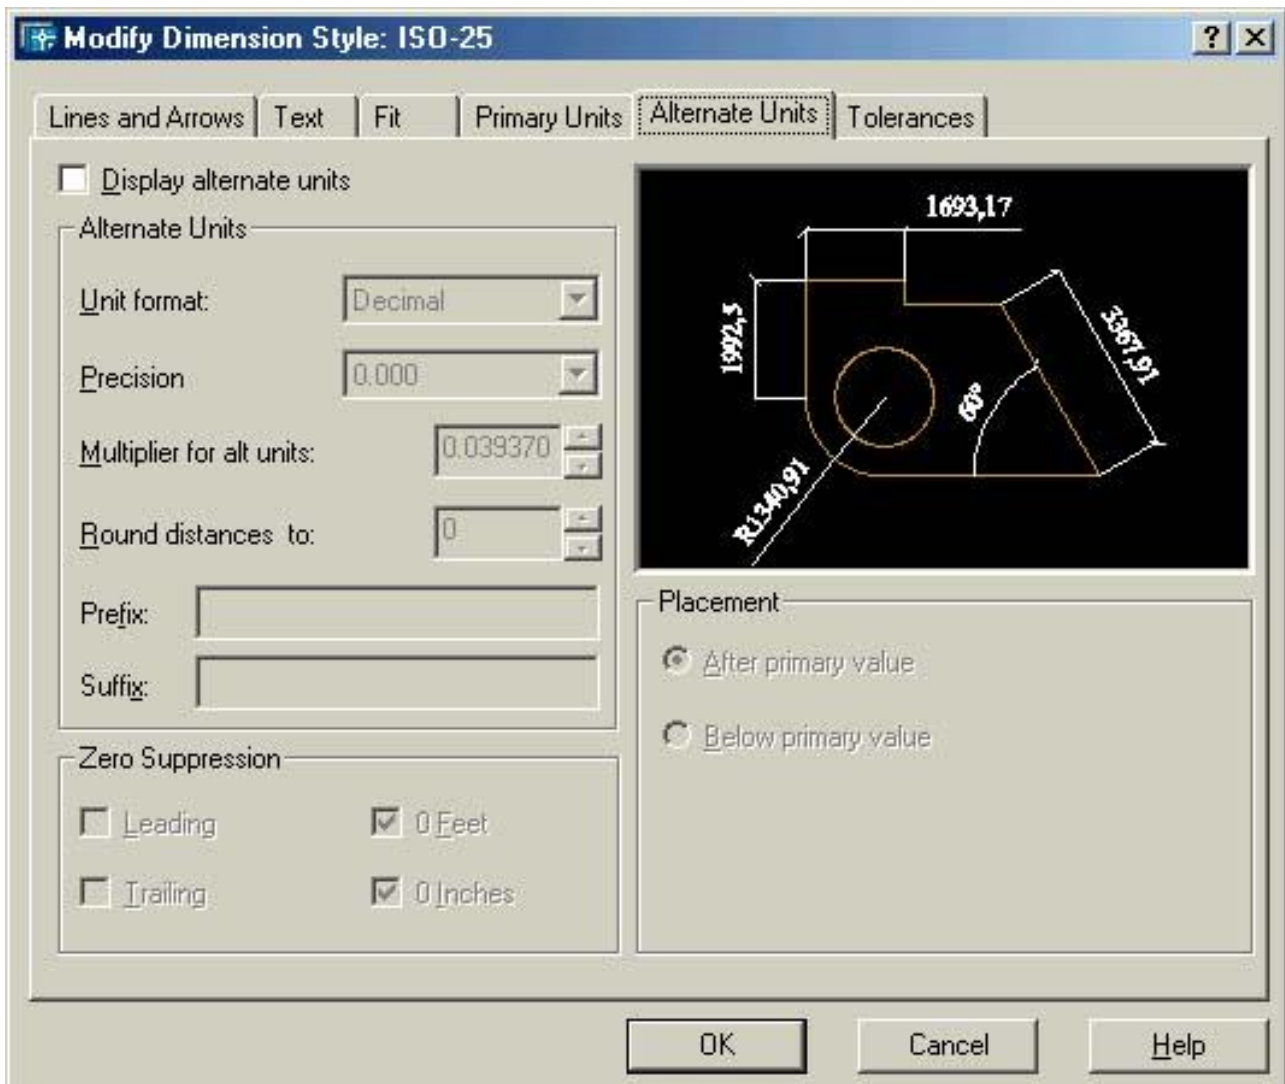 Modify Dimension Style: ISO-25
Lines and Arrows
Text
Fit
Primary Units
Alternate Units
Tolerances
Display alternate units
Alternate Units
Unit format:
Decimal
Precision
0.000
Multiplier for alt units:
0.039370
Round distances to:
0
Prefix:
Suffix:
Zero Suppression
Leading
0 Feet
Trailing
0 Inches
1693,17
1992,5
3367,91
60°
R1340,91
Placement
After primary value
Below primary value
OK
Cancel
Help